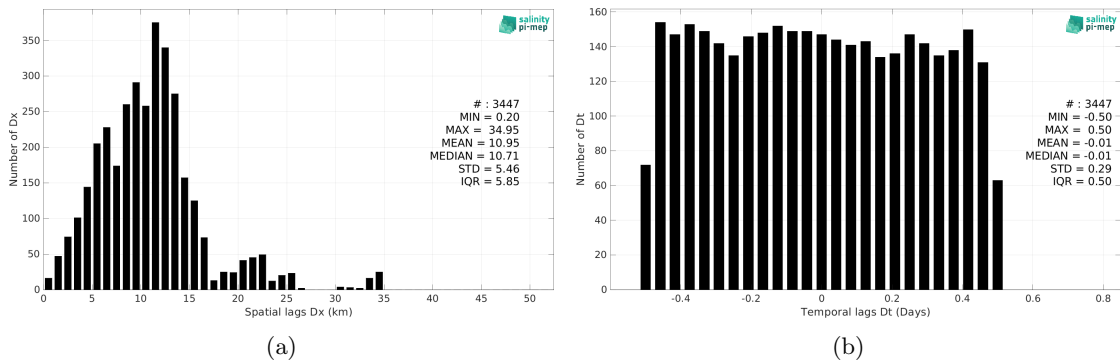 salinity
pi-mep
350
300
250
200
150
100
50
0
Number of Dx
# : 3447
MIN = 0.20
MAX = 34.95
MEAN = 10.95
MEDIAN = 10.71
STD = 5.46
IQR = 5.85
0 5 10 15 20 25 30 35 40 45 50
Spatial lags Dx (km)
(a)
salinity
pi-mep
160
140
120
100
80
60
40
20
0
Number of Dt
# : 3447
MIN = -0.50
MAX = 0.50
MEAN = -0.01
MEDIAN = -0.01
STD = 0.29
IQR = 0.50
-0.4 -0.2 0 0.2 0.4 0.6 0.8
Temporal lags Dt (Days)
(b)